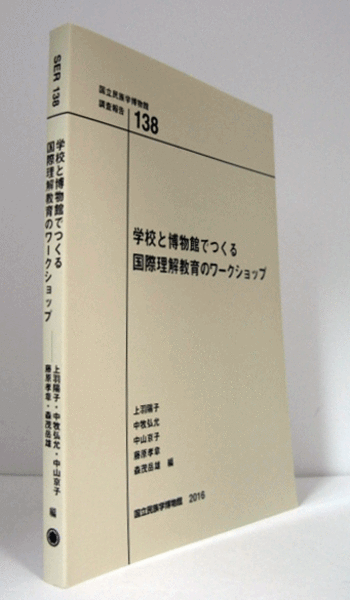 SER 138
学校と博物館でつくる
国際理解教育のワークショップ
上羽陽子・中牧弘允・中山京子
藤原孝章・森茂岳雄
編
国立民族学博物館
調査報告 138
学校と博物館でつくる
国際理解教育のワークショップ
上羽陽子
中牧弘允
中山京子
藤原孝章
森茂岳雄 編
国立民族学博物館 2016